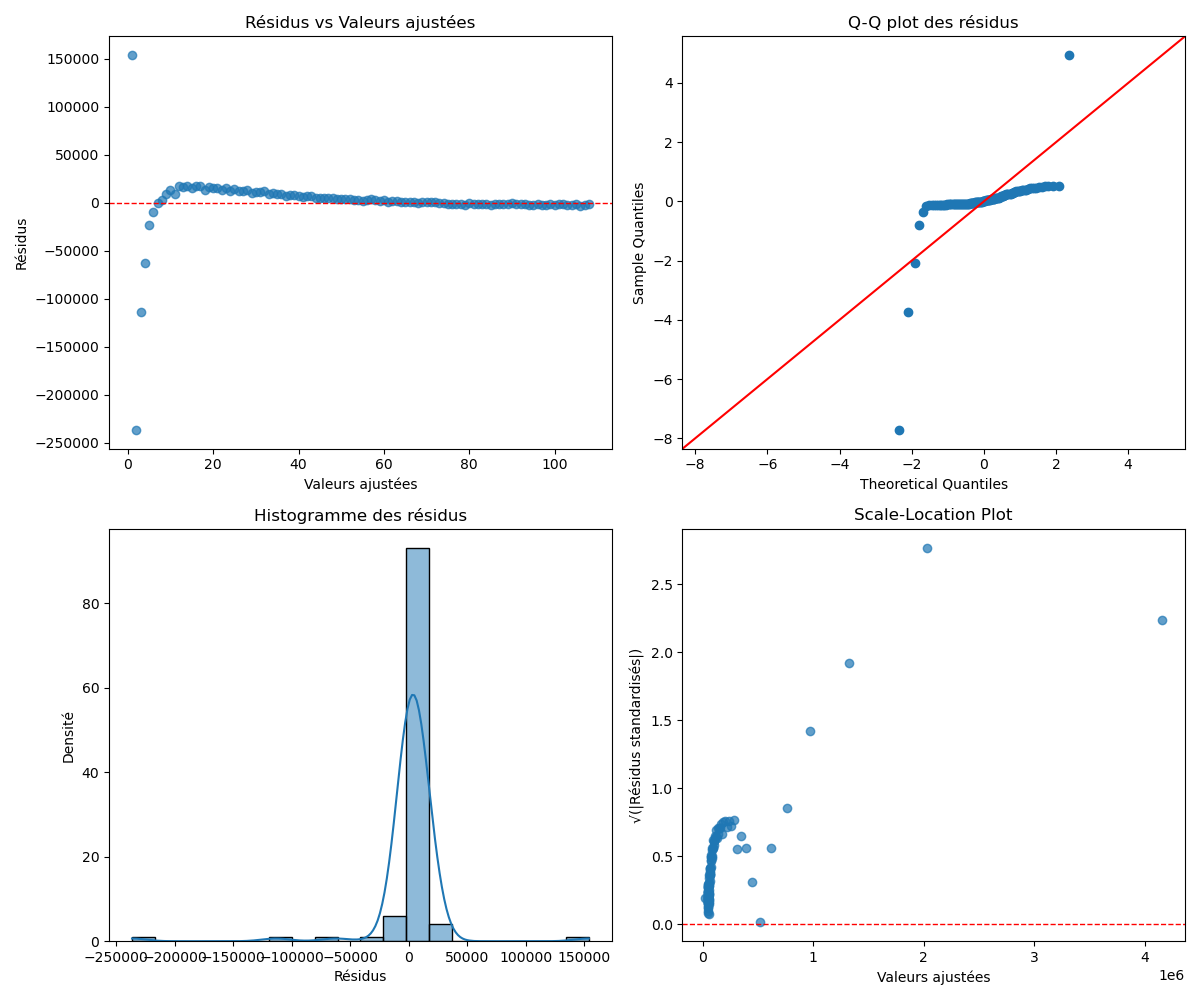 Résidus vs Valeurs ajustées
Résidus
150000
100000
50000
0
−50000
−100000
−150000
−200000
−250000
0 20 40 60 80 100
Valeurs ajustées
Q-Q plot des résidus
Sample Quantiles
4
2
0
−2
−4
−6
−8
−8 −6 −4 −2 0 2 4
Theoretical Quantiles
Histogramme des résidus
Densité
80
60
40
20
0
−250000 −200000 −150000 −100000 −50000 0 50000 100000 150000
Résidus
Scale-Location Plot
√(|Résidus standardisés|)
2.5
2.0
1.5
1.0
0.5
0.0
0 1 2 3 4
1e6
Valeurs ajustées